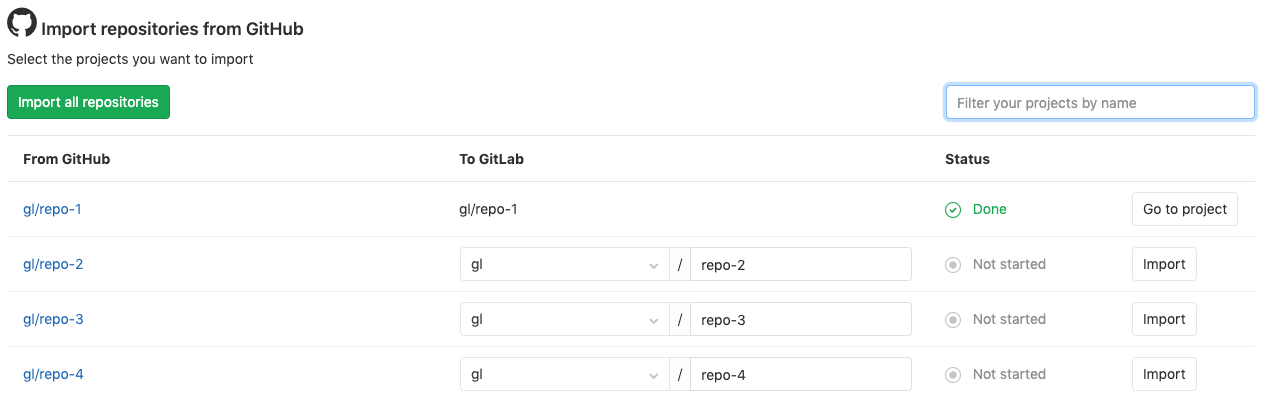 Import repositories from GitHub
Select the projects you want to import
Import all repositories
Filter your projects by name
From GitHub To GitLab Status
gl/repo-1 gl/repo-1 Done Go to project
gl/repo-2 gl / repo-2 Not started Import
gl/repo-3 gl / repo-3 Not started Import
gl/repo-4 gl / repo-4 Not started Import